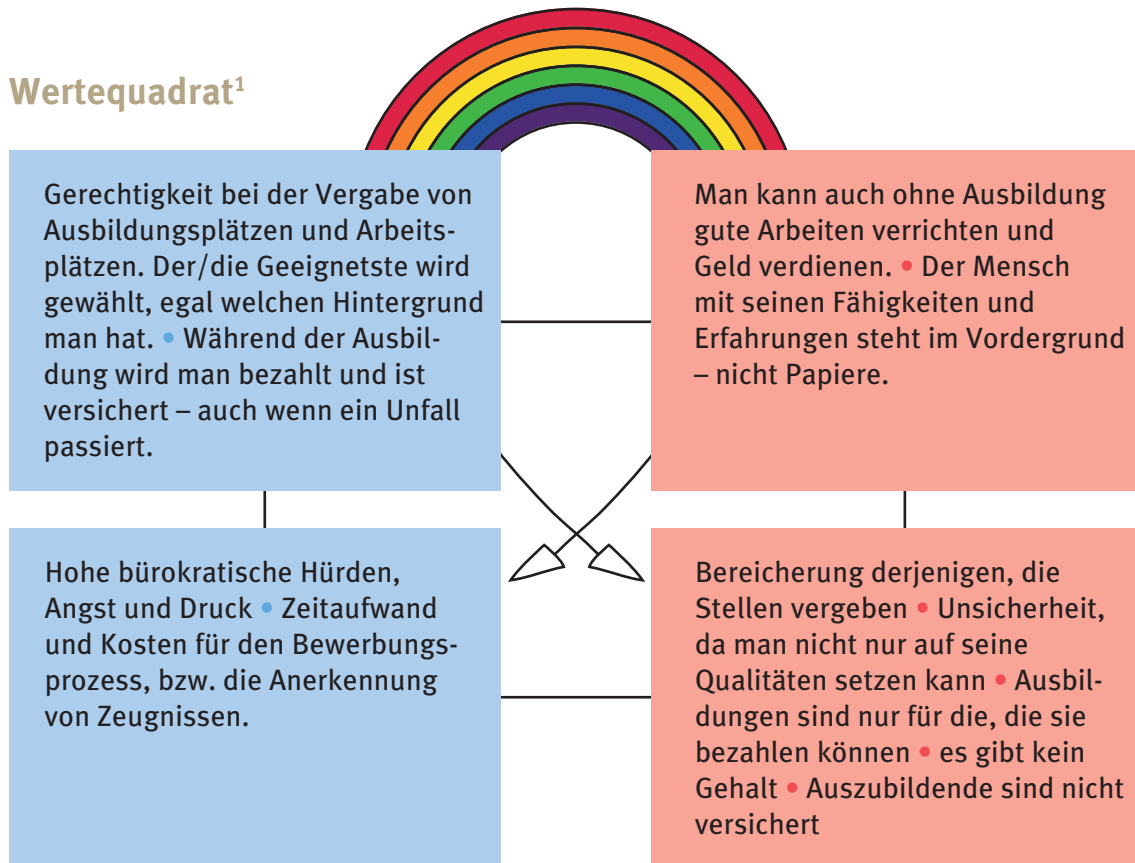 Wertequadrat¹
Gerechtigkeit bei der Vergabe von
Ausbildungsplätzen und Arbeits-
plätzen. Der/die Geeignetste wird
gewählt, egal welchen Hintergrund
man hat. • Während der Ausbil-
dung wird man bezahlt und ist
versichert – auch wenn ein Unfall
passiert.
Man kann auch ohne Ausbildung
gute Arbeiten verrichten und
Geld verdienen. • Der Mensch
mit seinen Fähigkeiten und
Erfahrungen steht im Vordergrund
– nicht Papiere.
Hohe bürokratische Hürden,
Angst und Druck • Zeitaufwand
und Kosten für den Bewerbungs-
prozess, bzw. die Anerkennung
von Zeugnissen.
Bereicherung derjenigen, die
Stellen vergeben • Unsicherheit,
da man nicht nur auf seine
Qualitäten setzen kann • Ausbil-
dungen sind nur für die, die sie
bezahlen können • es gibt kein
Gehalt • Auszubildende sind nicht
versichert